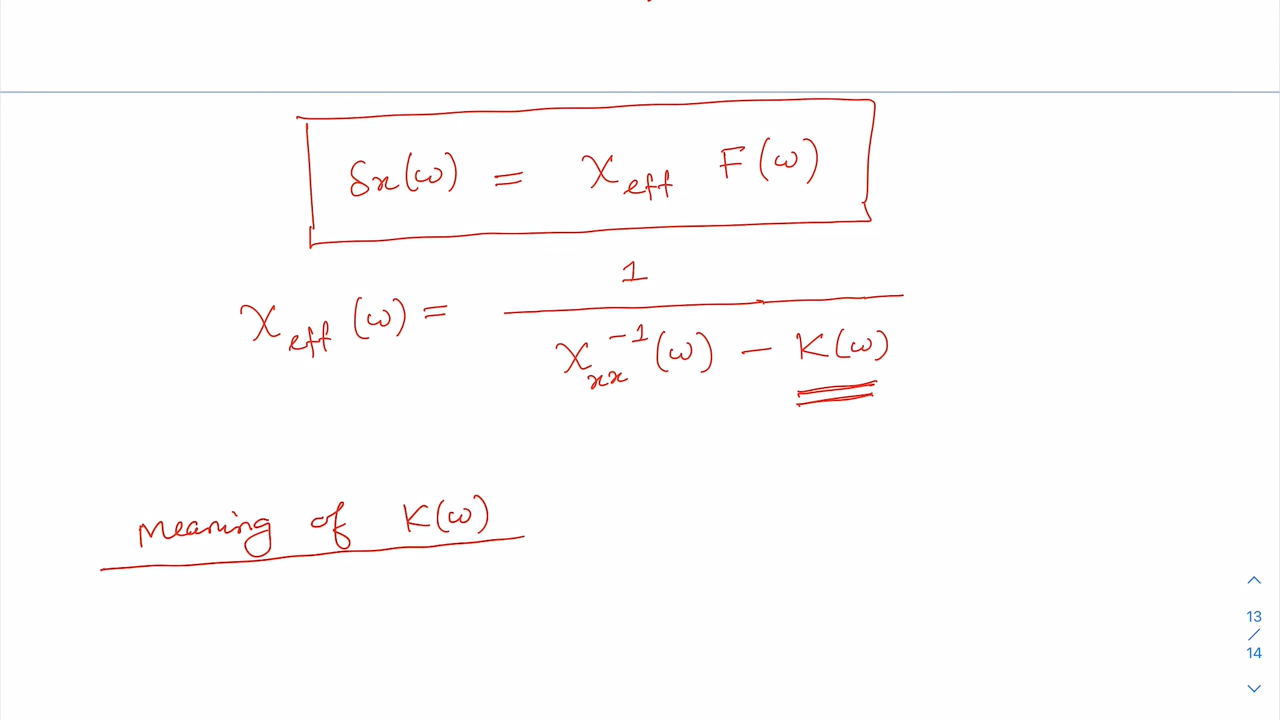 δx(ω) = χ_eff F(ω)
χ_eff (ω) = 1 / (χ_xx^-1 (ω) - K(ω))
Meaning of K(ω)
13
/
14